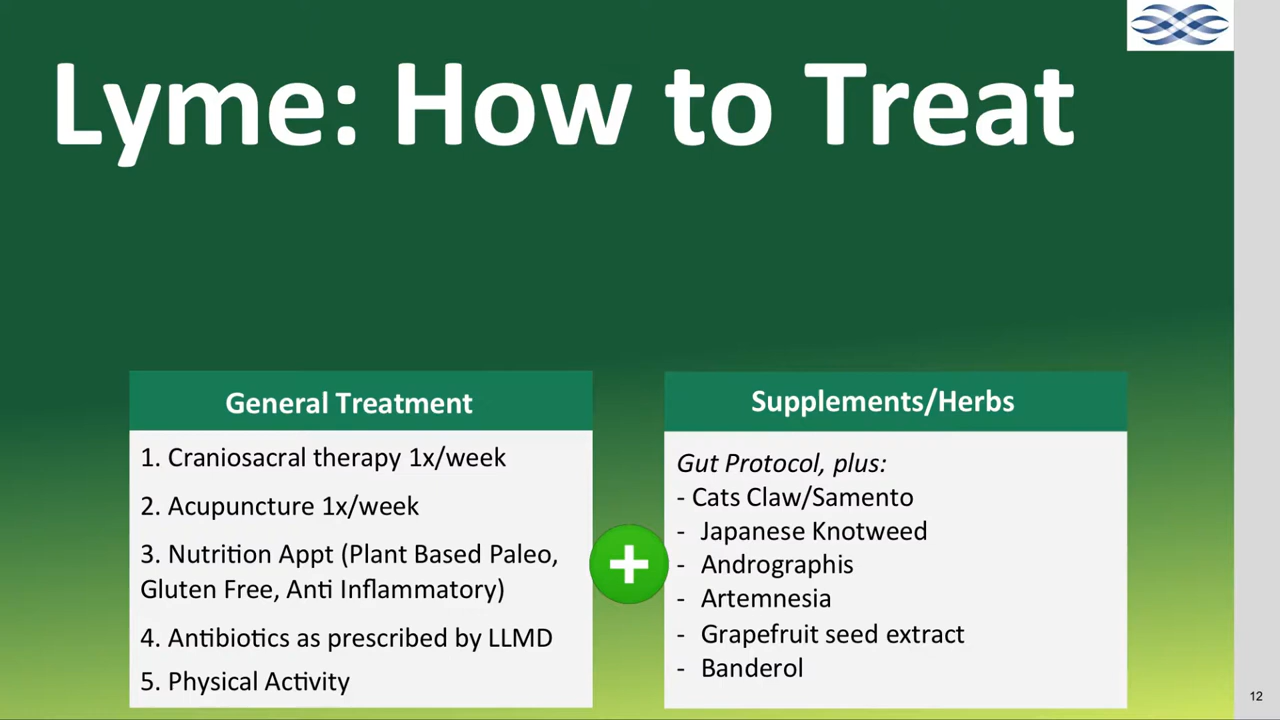 Lyme: How to Treat
General Treatment
1. Craniosacral therapy 1x/week
2. Acupuncture 1x/week
3. Nutrition Appt (Plant Based Paleo,
Gluten Free, Anti Inflammatory)
4. Antibiotics as prescribed by LLMD
5. Physical Activity
Supplements/Herbs
Gut Protocol, plus:
- Cats Claw/Samento
- Japanese Knotweed
- Andrographis
- Artemnesia
- Grapefruit seed extract
- Banderol
12